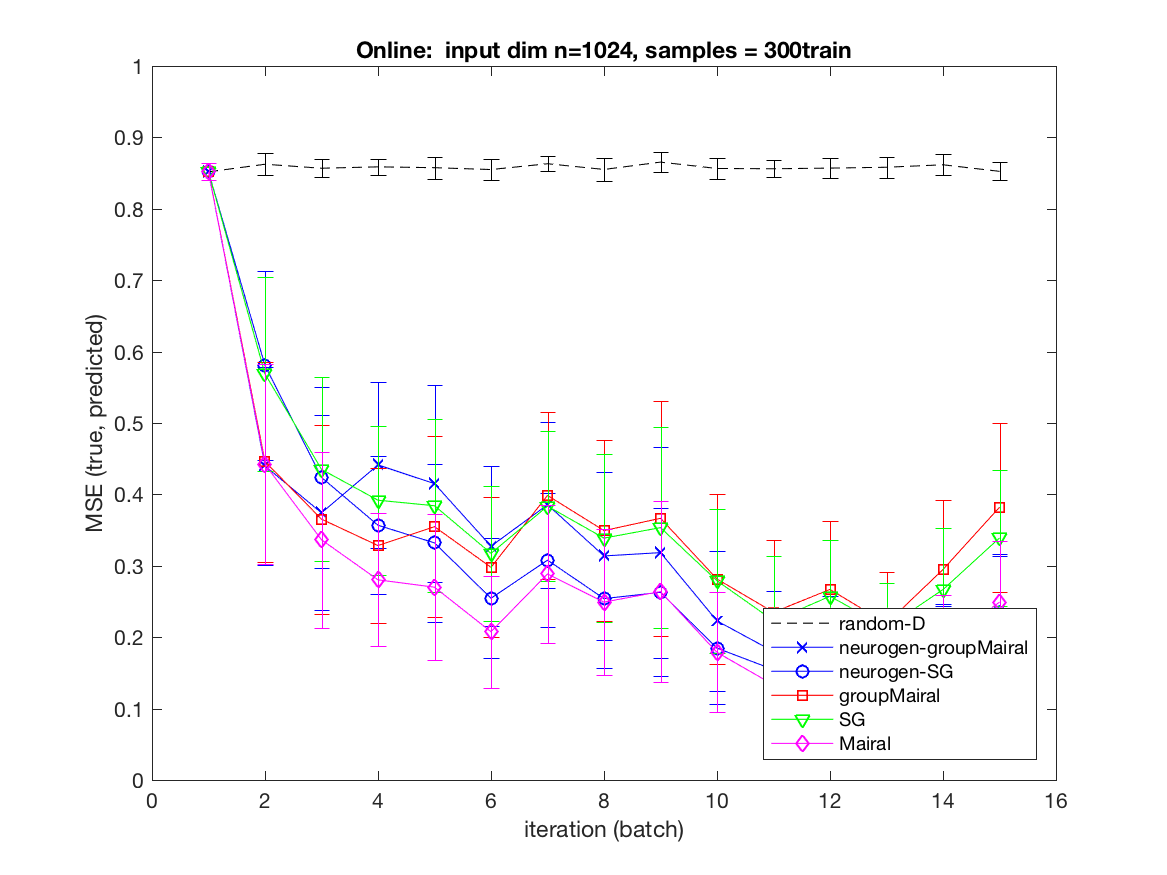 Online:  input dim n=1024, samples = 300train
1
0.9
0.8
0.7
0.6
0.5
0.4
0.3
0.2
0.1
0
MSE (true, predicted)
random-D
neurogen-groupMairal
neurogen-SG
groupMairal
SG
Mairal
0 2 4 6 8 10 12 14 16
iteration (batch)